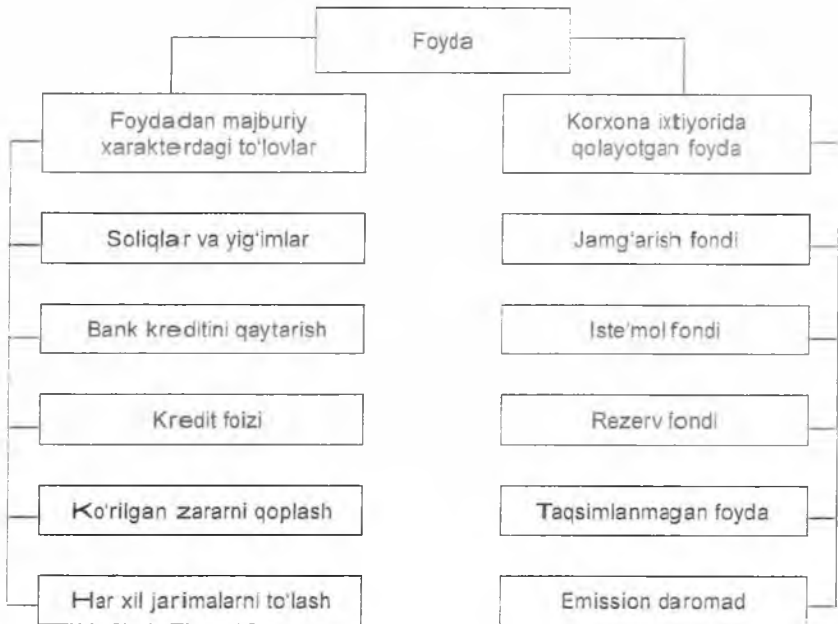 Foyda
Foydadan majburiy
xarakterdagi to'lovlar
Soliqlar va yig'imlar
Bank kreditini qaytarish
Kredit foizi
Ko'rilgan zararni qoplash
Har xil jarimalarni to'lash
Korxona ixtiyorida
qolayotgan foyda
Jamg'arish fondi
Iste'mol fondi
Rezerv fondi
Taqsimlanmagan foyda
Emission daromad